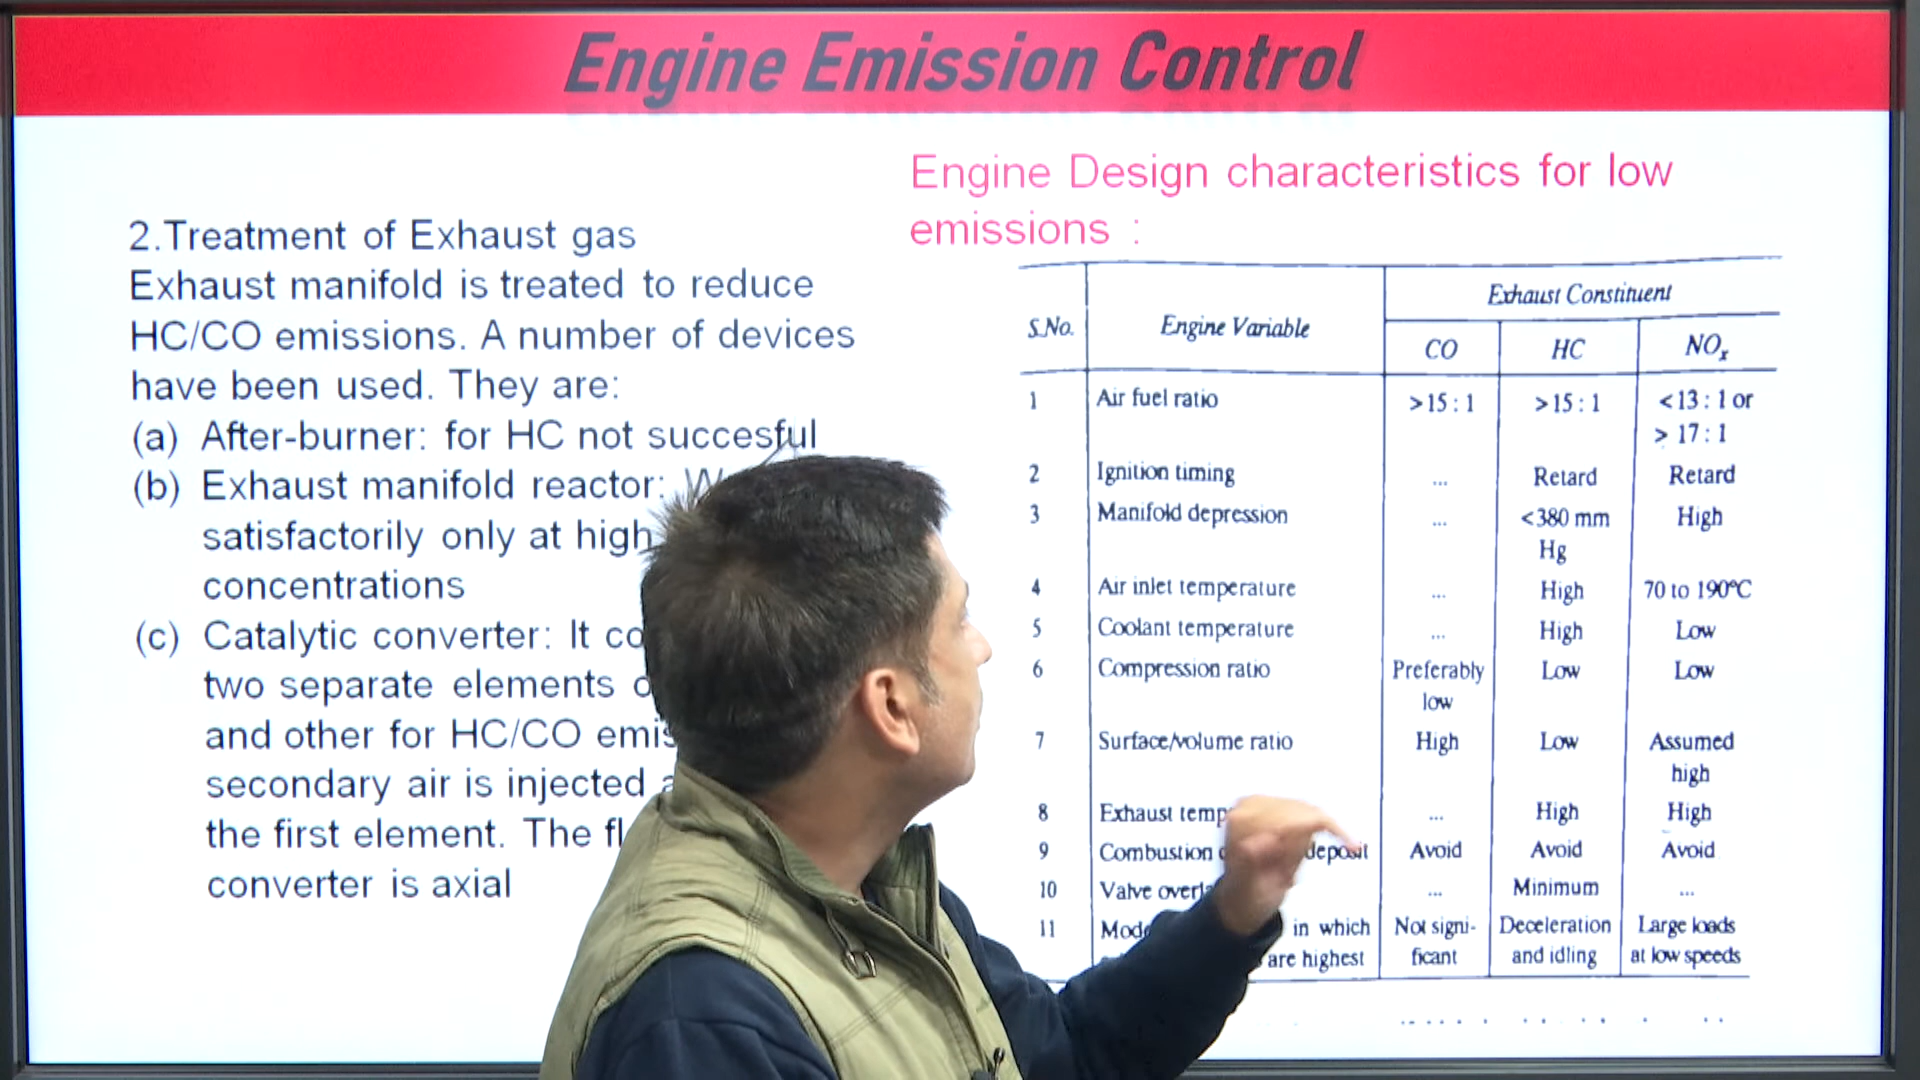 Engine Emission Control
2.Treatment of Exhaust gas
Exhaust manifold is treated to reduce
HC/CO emissions. A number of devices
have been used. They are:
(a) After-burner: for HC not succesful
(b) Exhaust manifold reactor:
satisfactorily only at high
concentrations
(c) Catalytic converter: It
two separate elements
and other for HC/CO
secondary air is injected
the first element. The
converter is axial
Engine Design characteristics for low
emissions :
Exhaust Constituent
S.No. Engine Variable CO HC NOx
1 Air fuel ratio >15 : 1 >15 : 1 <13 : 1 or
> 17 : 1
2 Ignition timing ... Retard Retard
3 Manifold depression ... <380 mm High
Hg
4 Air inlet temperature ... High 70 to 190°C
5 Coolant temperature ... High Low
6 Compression ratio Preferably Low Low
low
7 Surface/volume ratio High Low Assumed
high
8 Exhaust ... High High
9 Combustion deposit Avoid Avoid Avoid
10 Valve ... Minimum ...
11 in which Not signi- Deceleration Large loads
are highest ficant and idling at low speeds